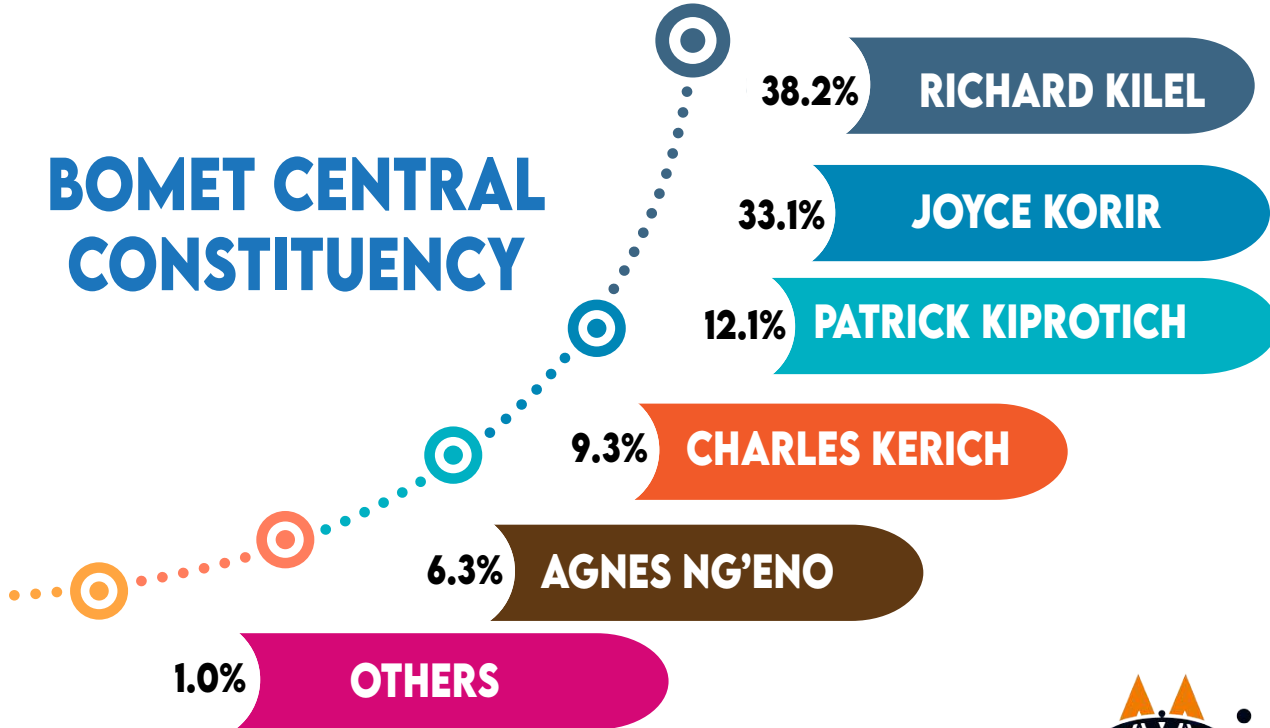 BOMET CENTRAL
CONSTITUENCY
38.2% RICHARD KILEL
33.1% JOYCE KORIR
12.1% PATRICK KIPROTICH
9.3% CHARLES KERICH
6.3% AGNES NG'ENO
1.0% OTHERS